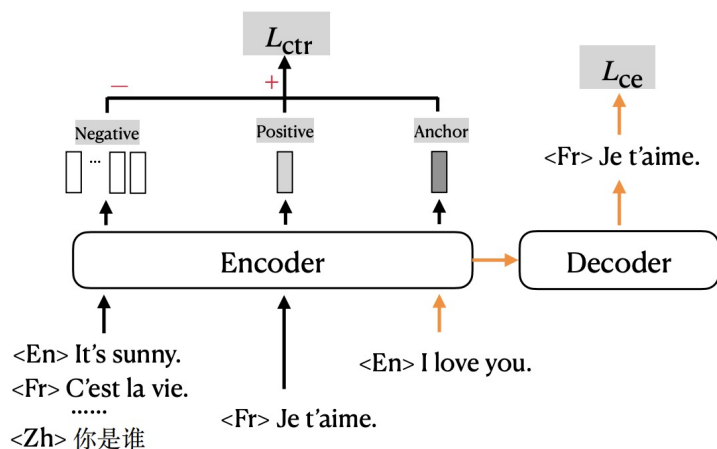 L_ctr
L_ce
− +
Negative Positive Anchor
<Fr> Je t'aime.
...
Encoder
Decoder
<En> It's sunny.
<En> I love you.
<Fr> C'est la vie.
......
<Fr> Je t'aime.
<Zh> 你是谁